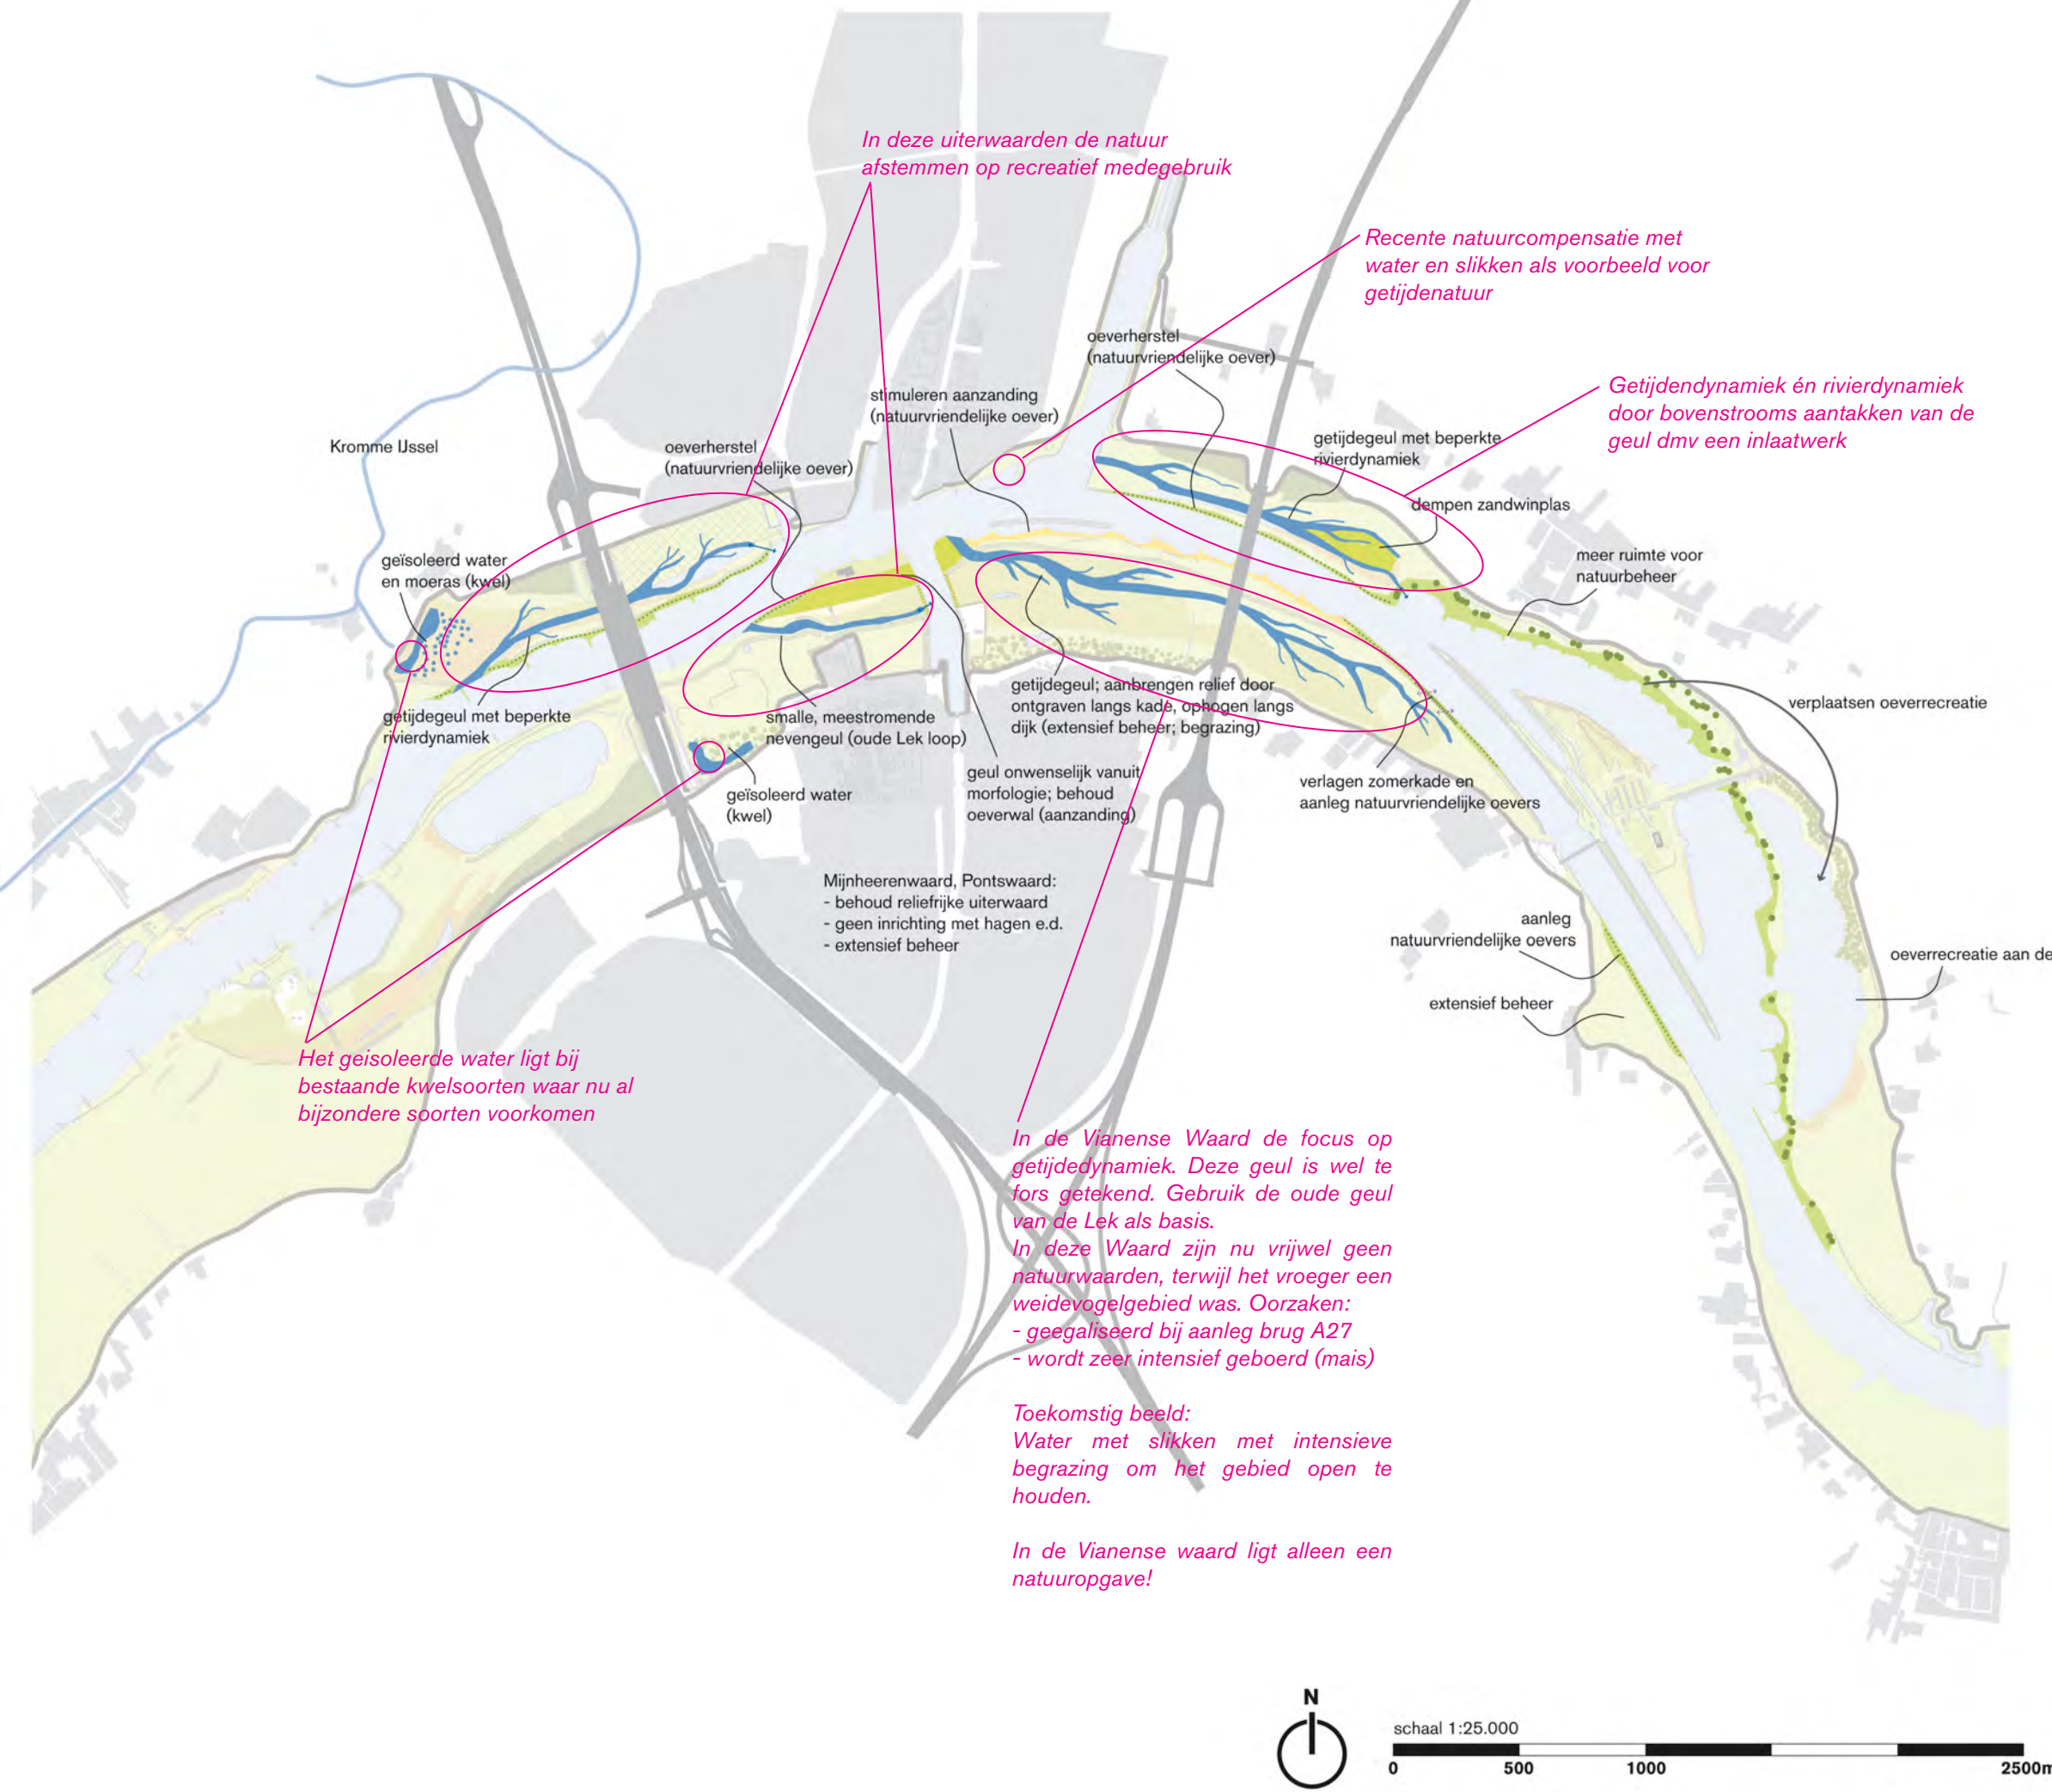 In deze uiterwaarden de natuur
afstemmen op recreatief medegebruik
Recente natuurcompensatie met
water en slikken als voorbeeld voor
getijdenatuur
oeverherstel
(natuurvriendelijke oever)
Getijdendynamiek én rivierdynamiek
door bovenstrooms aantakken van de
geul dmv een inlaatwerk
stimuleren aanzanding
(natuurvriendelijke oever)
Kromme IJssel
oeverherstel
(natuurvriendelijke oever)
getijdegeul met beperkte
rivierdynamiek
dempen zandwinplas
geïsoleerd water
en moeras (kwel)
meer ruimte voor
natuurbeheer
getijdegeul met beperkte
rivierdynamiek
smalle, meestromende
nevengeul (oude Lek loop)
getijdegeul; aanbrengen relief door
ontgraven langs kade, ophogen langs
dijk (extensief beheer; begrazing)
verplaatsen oeverrecreatie
geul onwenselijk vanuit
morfologie; behoud
oeverwal (aanzanding)
verlagen zomerkade en
aanleg natuurvriendelijke oevers
geïsoleerd water
(kwel)
Mijnheerenwaard, Pontswaard:
- behoud reliefrijke uiterwaard
- geen inrichting met hagen e.d.
- extensief beheer
aanleg
natuurvriendelijke oevers
oeverrecreatie aan de
extensief beheer
Het geisoleerde water ligt bij
bestaande kwelsoorten waar nu al
bijzondere soorten voorkomen
In de Vianense Waard de focus op
getijdedynamiek. Deze geul is wel te
fors getekend. Gebruik de oude geul
van de Lek als basis.
In deze Waard zijn nu vrijwel geen
natuurwaarden, terwijl het vroeger een
weidevogelgebied was. Oorzaken:
- geegaliseerd bij aanleg brug A27
- wordt zeer intensief geboerd (mais)
Toekomstig beeld:
Water met slikken met intensieve
begrazing om het gebied open te
houden.
In de Vianense waard ligt alleen een
natuuropgave!
N
schaal 1:25.000
0 500 1000 2500m